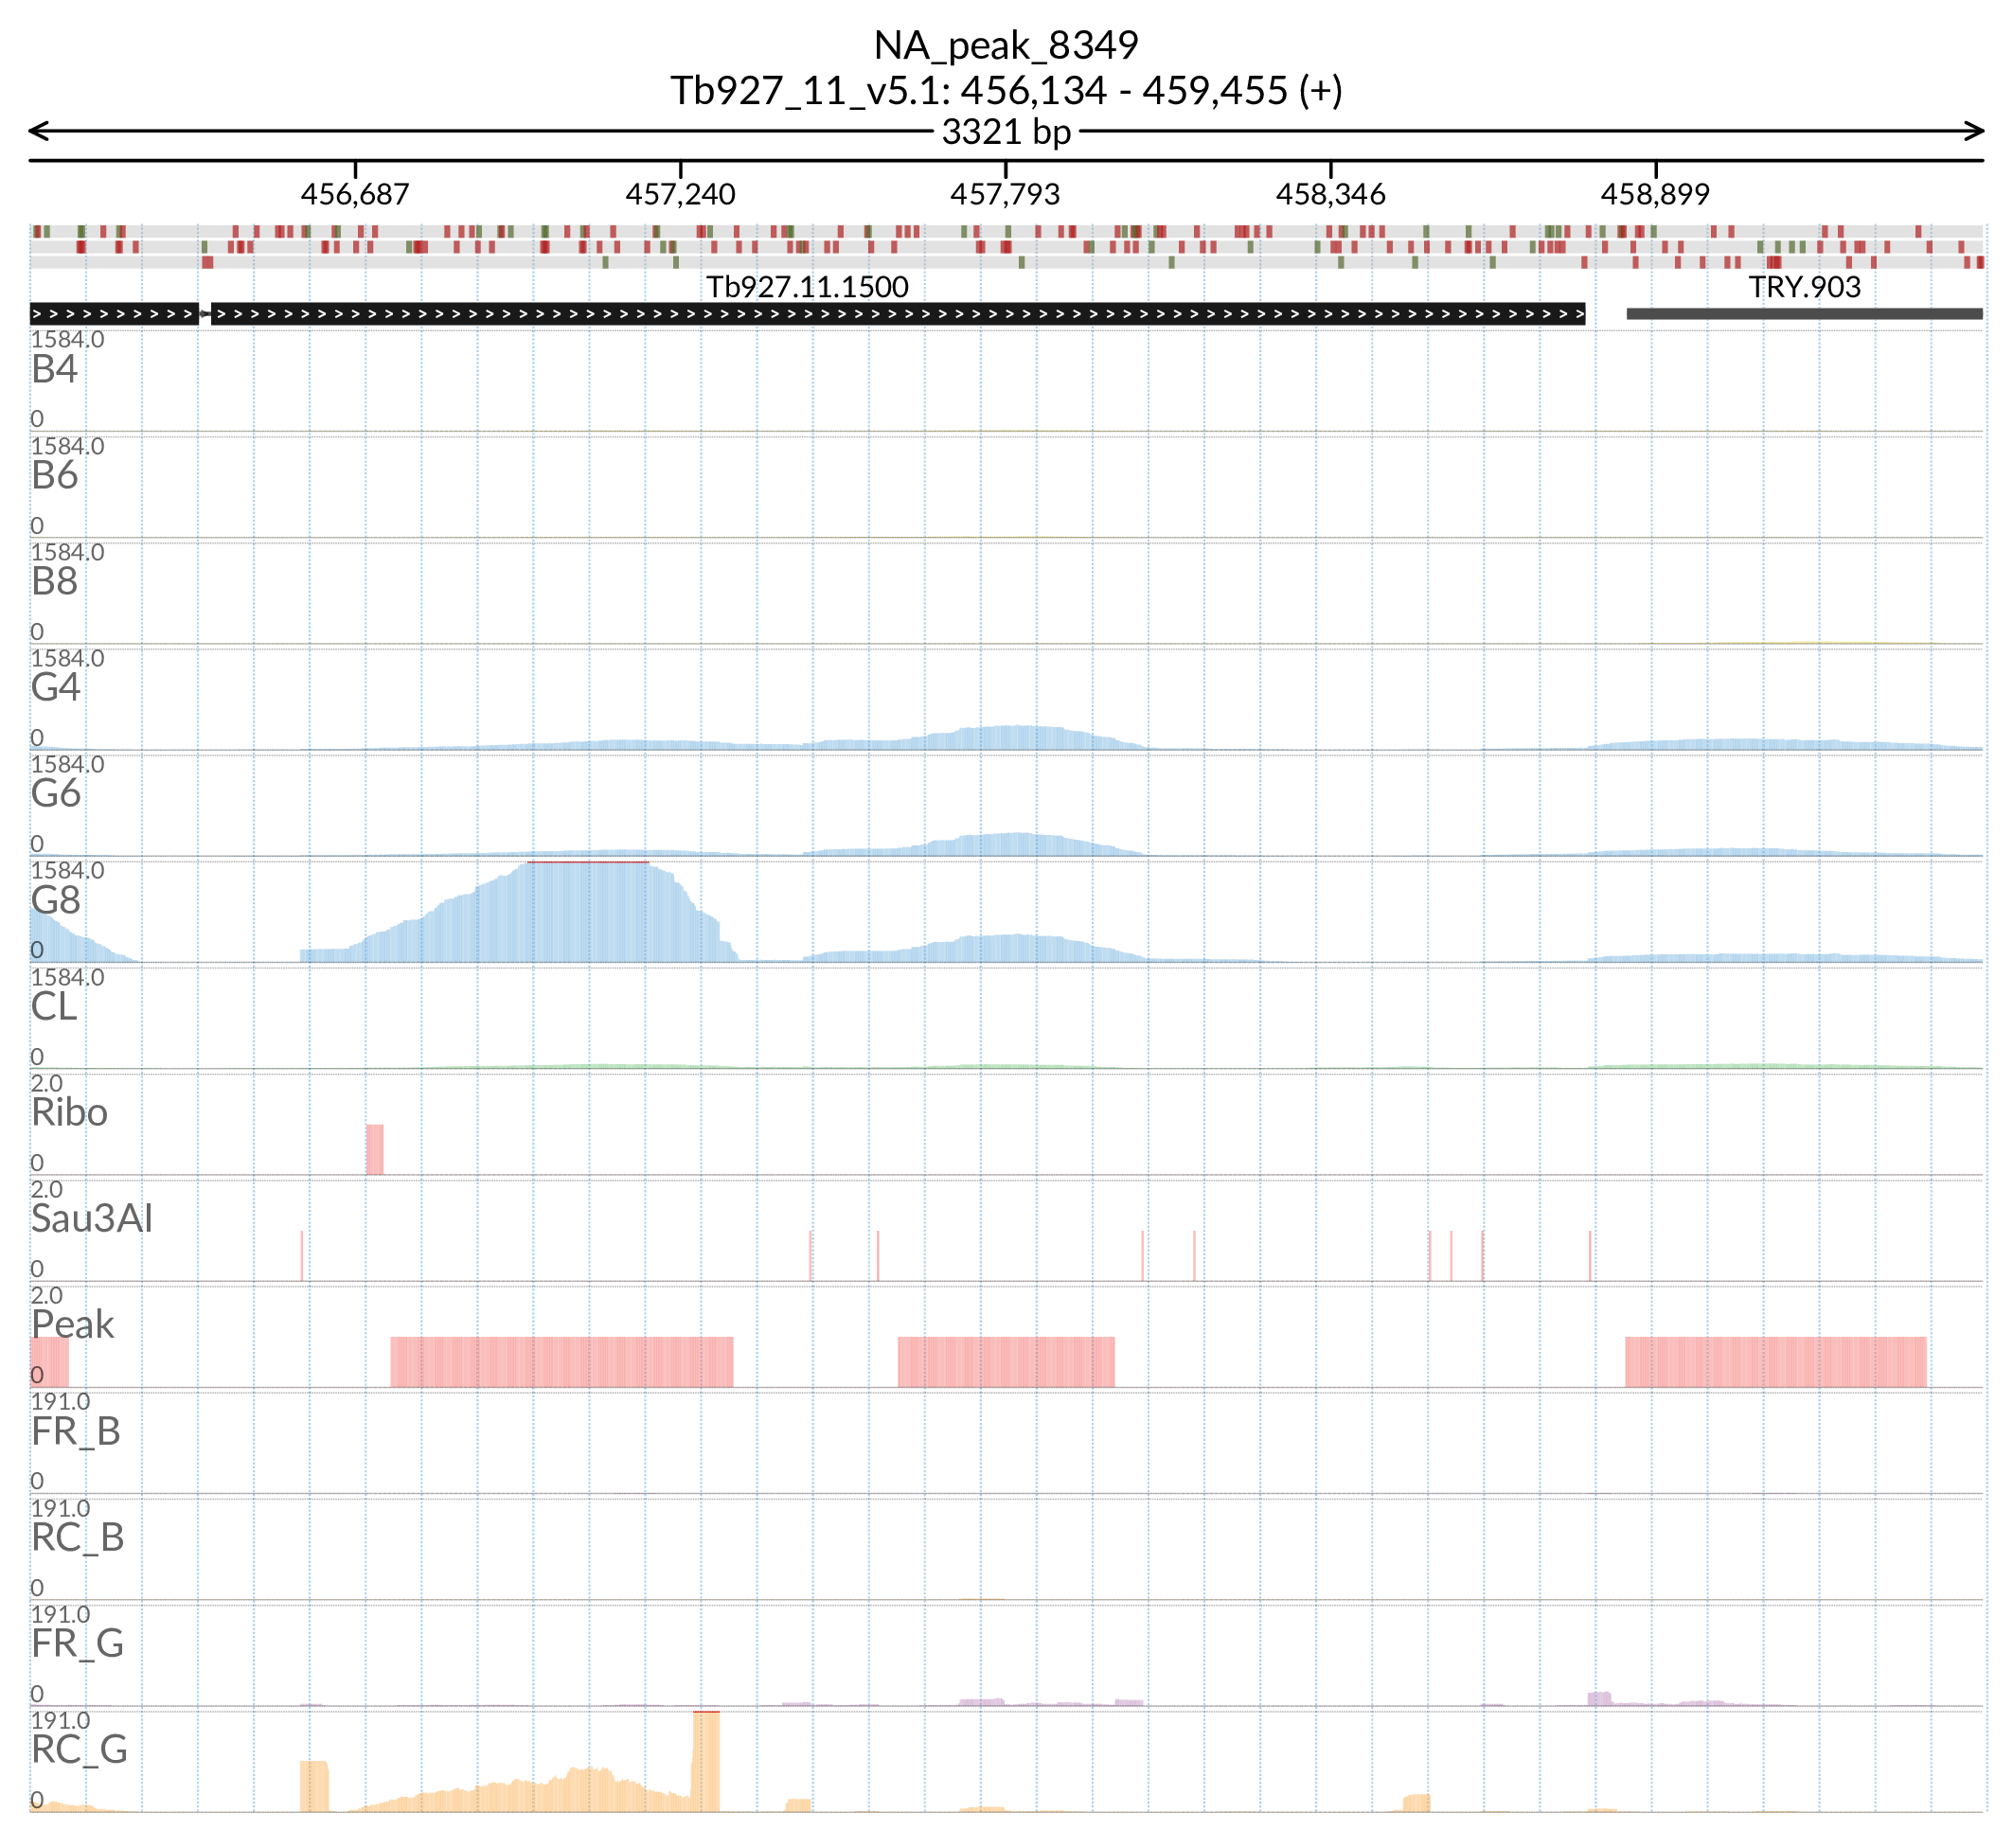 NA_peak_8349
Tb927_11_v5.1: 456,134 - 459,455 (+)
3321 bp
456,687 457,240 457,793 458,346 458,899
Tb927.11.1500 TRY.903
1584.0
B4
0
1584.0
B6
0
1584.0
B8
0
1584.0
G4
0
1584.0
G6
0
1584.0
G8
0
1584.0
CL
0
2.0
Ribo
0
2.0
Sau3AI
0
2.0
Peak
0
191.0
FR_B
0
191.0
RC_B
0
191.0
FR_G
0
191.0
RC_G
0